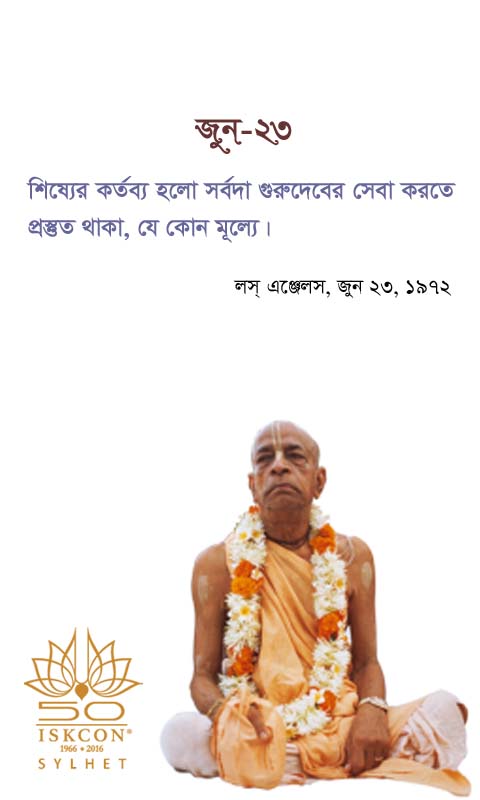 জুন-২৩
শিষ্যের কর্তব্য হলো সর্বদা গুরুদেবের সেবা করতে
প্রস্তুত থাকা, যে কোন মূল্যে।
লস্ এঞ্জেলস, জুন ২৩, ১৯৭২
50
ISKCON®
1966 • 2016
SYLHET